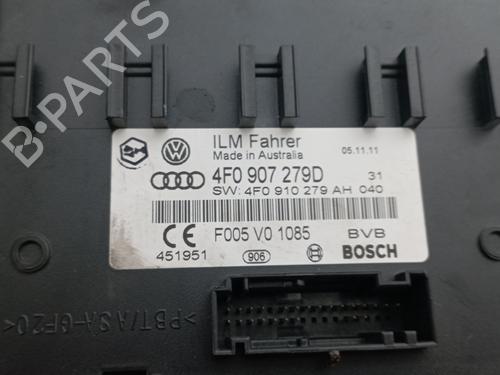 ILM Fahrer
Made in Australia
05.11.11
4F0 907 279D
31
SW: 4F0 910 279 AH 040
CE F005 V0 1085 BVB
451951 906 BOSCH
>PBT/ASA-GF20<